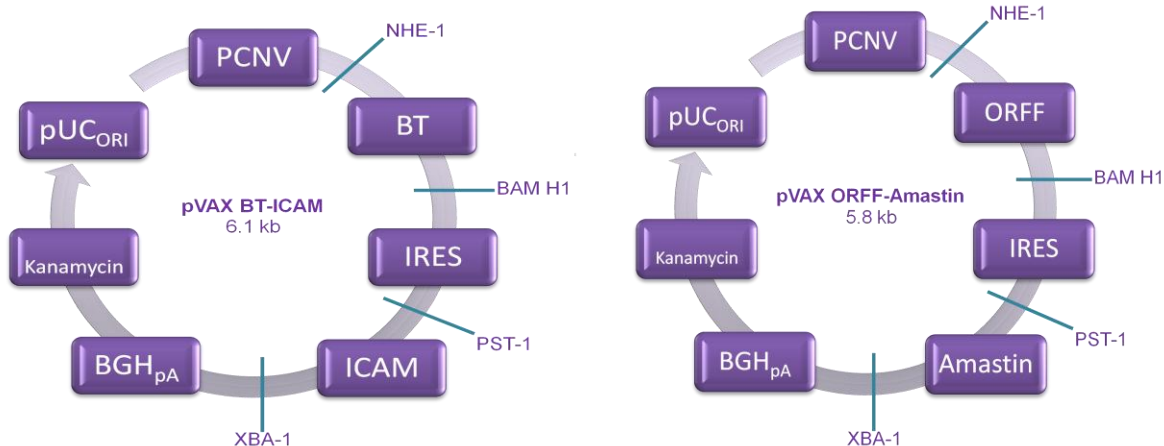 PCNV
NHE-1
BT
BAM H1
IRES
PST-1
ICAM
XBA-1
BGHpA
Kanamycin
pUCORI
pVAX BT-ICAM
6.1 kb
PCNV
NHE-1
ORFF
BAM H1
IRES
PST-1
Amastin
XBA-1
BGHpA
Kanamycin
pUCORI
pVAX ORFF-Amastin
5.8 kb